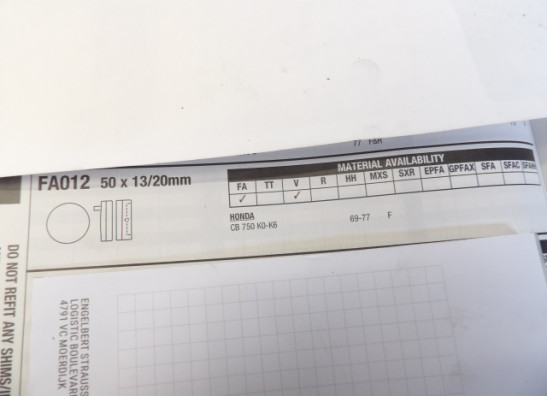 77 F&R
FA012 50 x 13/20mm
MATERIAL AVAILABILITY
FA TT V R HH MXS SXR EPFA GPFAX SFA SFAC SFAHH
✓ ✓
HONDA
CB 750 K0-K6 69-77 F
DO NOT REFIT ANY SHIMS/I
ENGELBERT STRAUSS
LOGISTIC BOULEVARD
4791 VC MOERDIJK